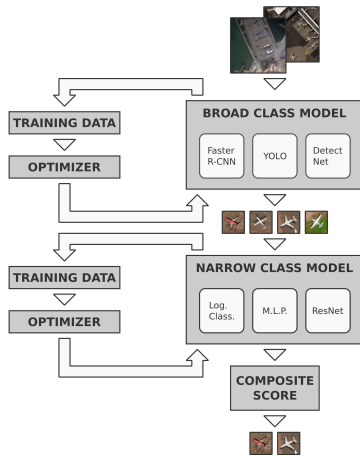 BROAD CLASS MODEL
TRAINING DATA
OPTIMIZER
Faster
R-CNN
YOLO
Detect
Net
NARROW CLASS MODEL
TRAINING DATA
OPTIMIZER
Log.
Class.
M.L.P.
ResNet
COMPOSITE
SCORE